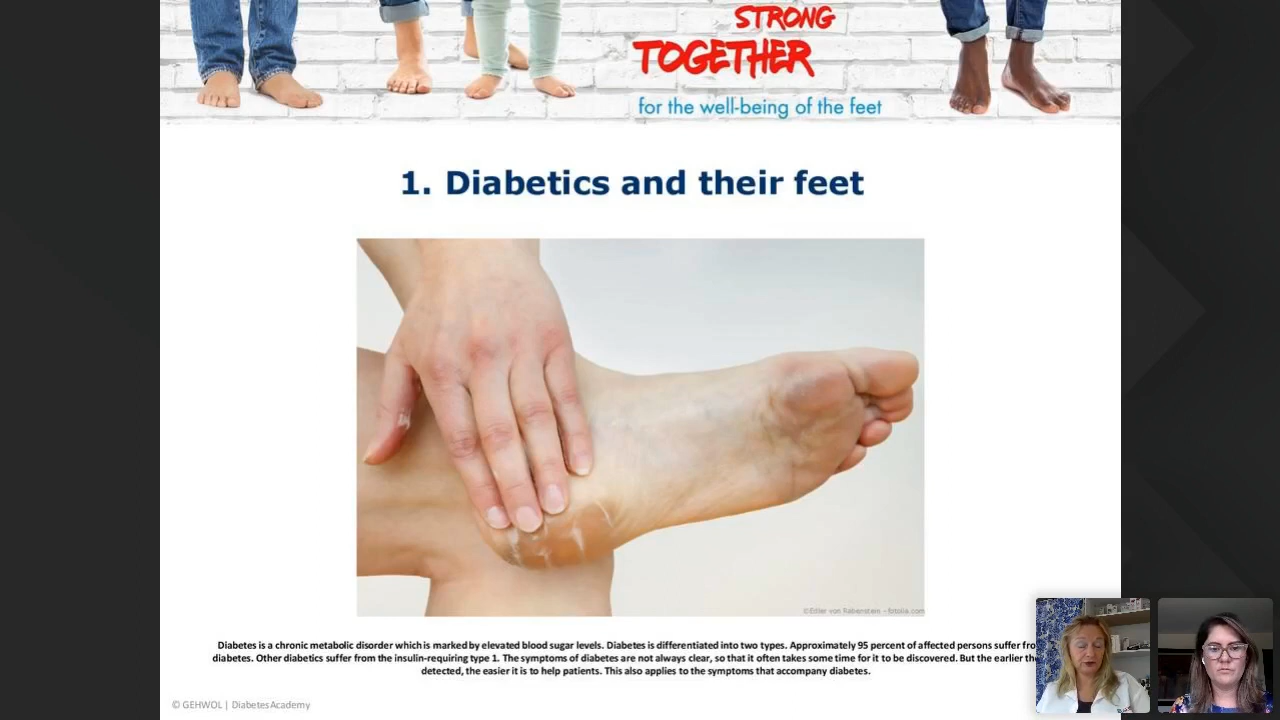 STRONG
TOGETHER
for the well-being of the feet
1. Diabetics and their feet
©Edler von Rabenstein - fotolia.com
Diabetes is a chronic metabolic disorder which is marked by elevated blood sugar levels. Diabetes is differentiated into two types. Approximately 95 percent of affected persons suffer
diabetes. Other diabetics suffer from the insulin-requiring type 1. The symptoms of diabetes are not always clear, so that it often takes some time for it to be discovered. But the earlier
detected, the easier it is to help patients. This also applies to the symptoms that accompany diabetes.
© GEHWOL | DiabetesAcademy